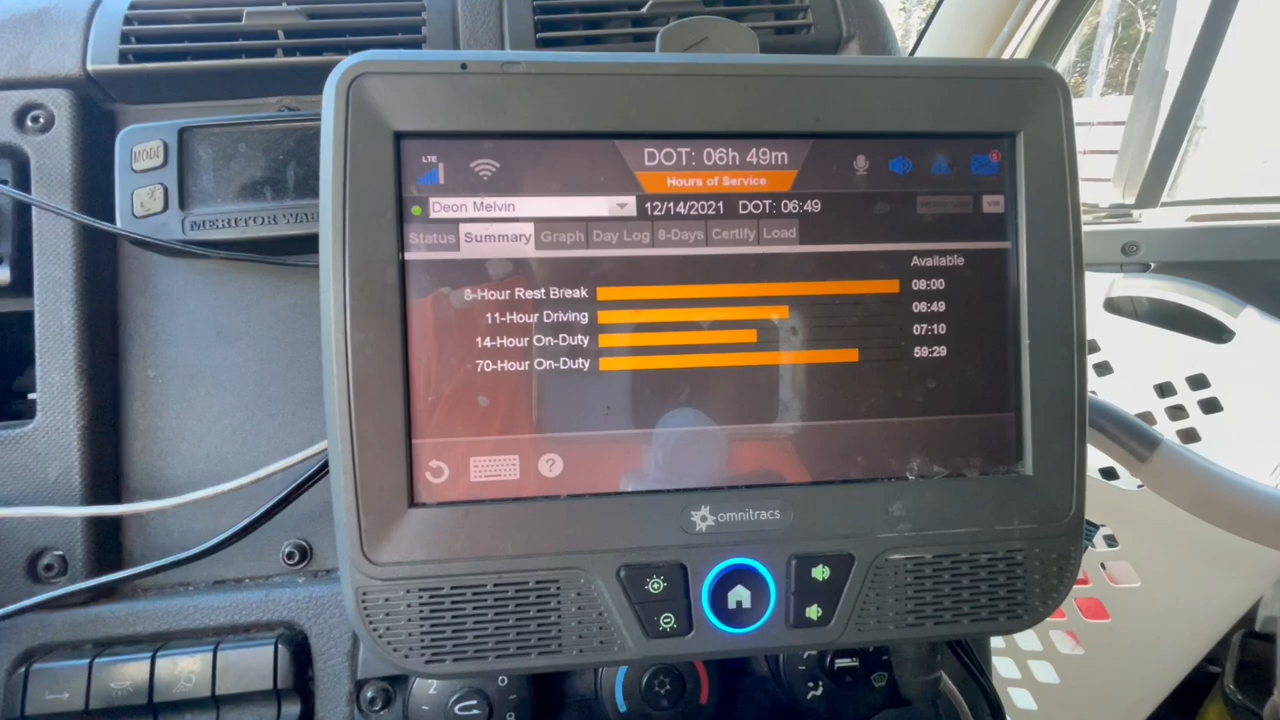 LTE
DOT: 06h 49m
Hours of Service
1
Deon Melvin
12/14/2021
DOT: 06:49
Status
Summary
Graph
Day Log
8-Days
Certify
Load
Available
8-Hour Rest Break
08:00
11-Hour Driving
06:49
14-Hour On-Duty
07:10
70-Hour On-Duty
59:29
?
omnitracs
MODE
MERITOR WAB